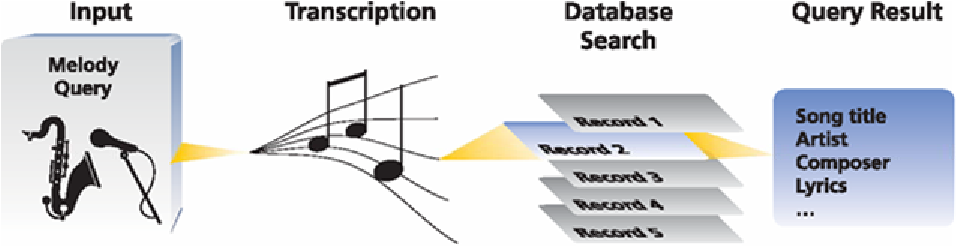 Input
Transcription
Database
Search
Query Result
Melody
Query
Record 1
Record 2
Record 3
Record 4
Record 5
Song title
Artist
Composer
Lyrics
...